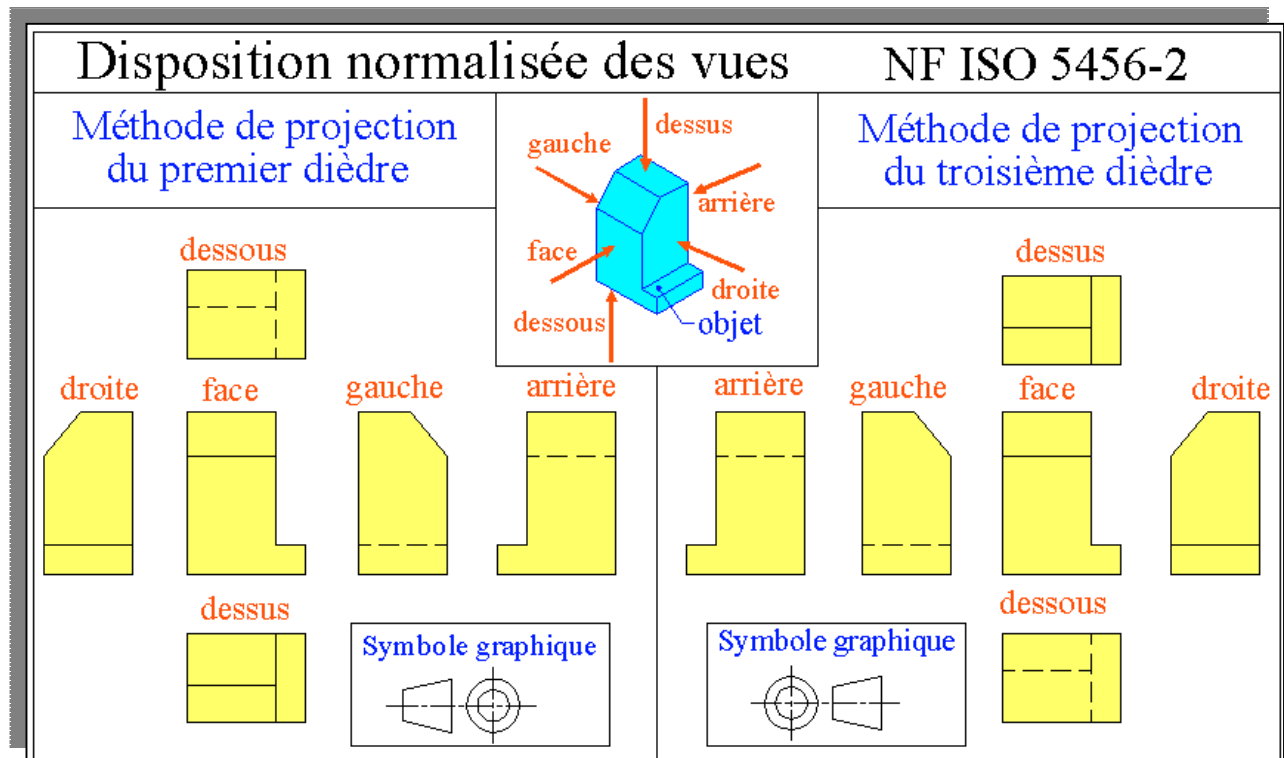 Disposition normalisée des vues NF ISO 5456-2
Méthode de projection
du premier dièdre
dessus
gauche
arrière
face
droite
dessous
objet
Méthode de projection
du troisième dièdre
dessous
droite face gauche arrière
dessus
Symbole graphique
dessus
arrière gauche face droite
dessous
Symbole graphique